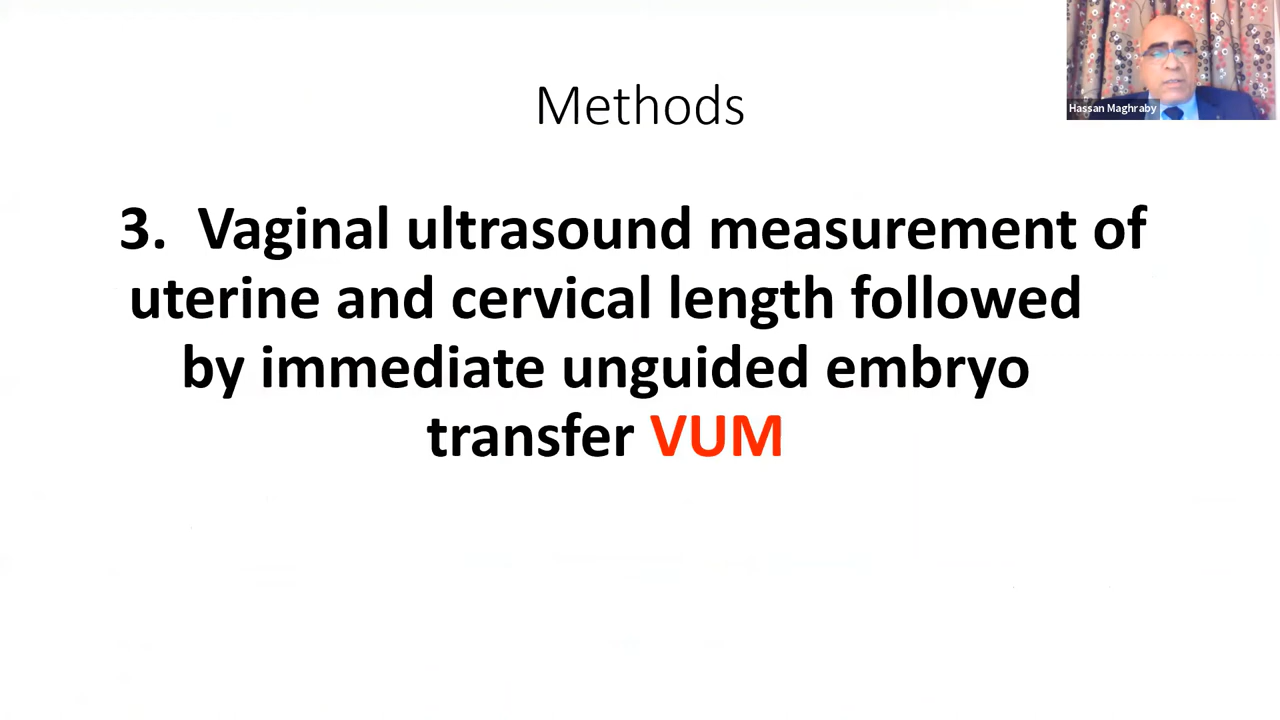 Hassan Maghraby
Methods
3. Vaginal ultrasound measurement of
uterine and cervical length followed
by immediate unguided embryo
transfer VUM